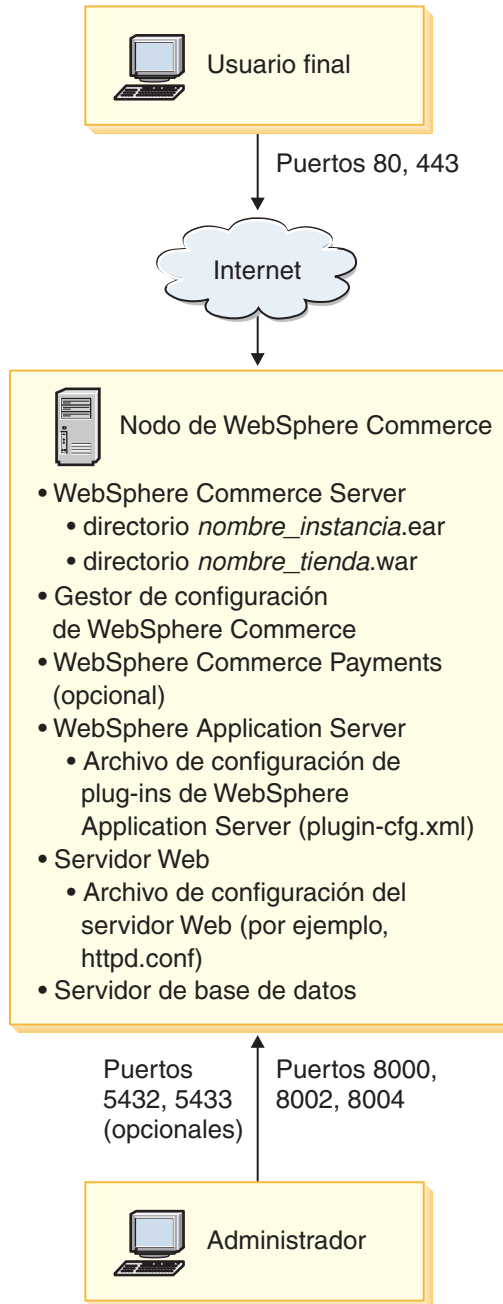 Usuario final
Puertos 80, 443
Internet
Nodo de WebSphere Commerce
• WebSphere Commerce Server
• directorio nombre_instancia.ear
• directorio nombre_tienda.war
• Gestor de configuración
de WebSphere Commerce
• WebSphere Commerce Payments
(opcional)
• WebSphere Application Server
• Archivo de configuración de
plug-ins de WebSphere
Application Server (plugin-cfg.xml)
• Servidor Web
• Archivo de configuración del
servidor Web (por ejemplo,
httpd.conf)
• Servidor de base de datos
Puertos
5432, 5433
(opcionales)
Puertos 8000,
8002, 8004
Administrador